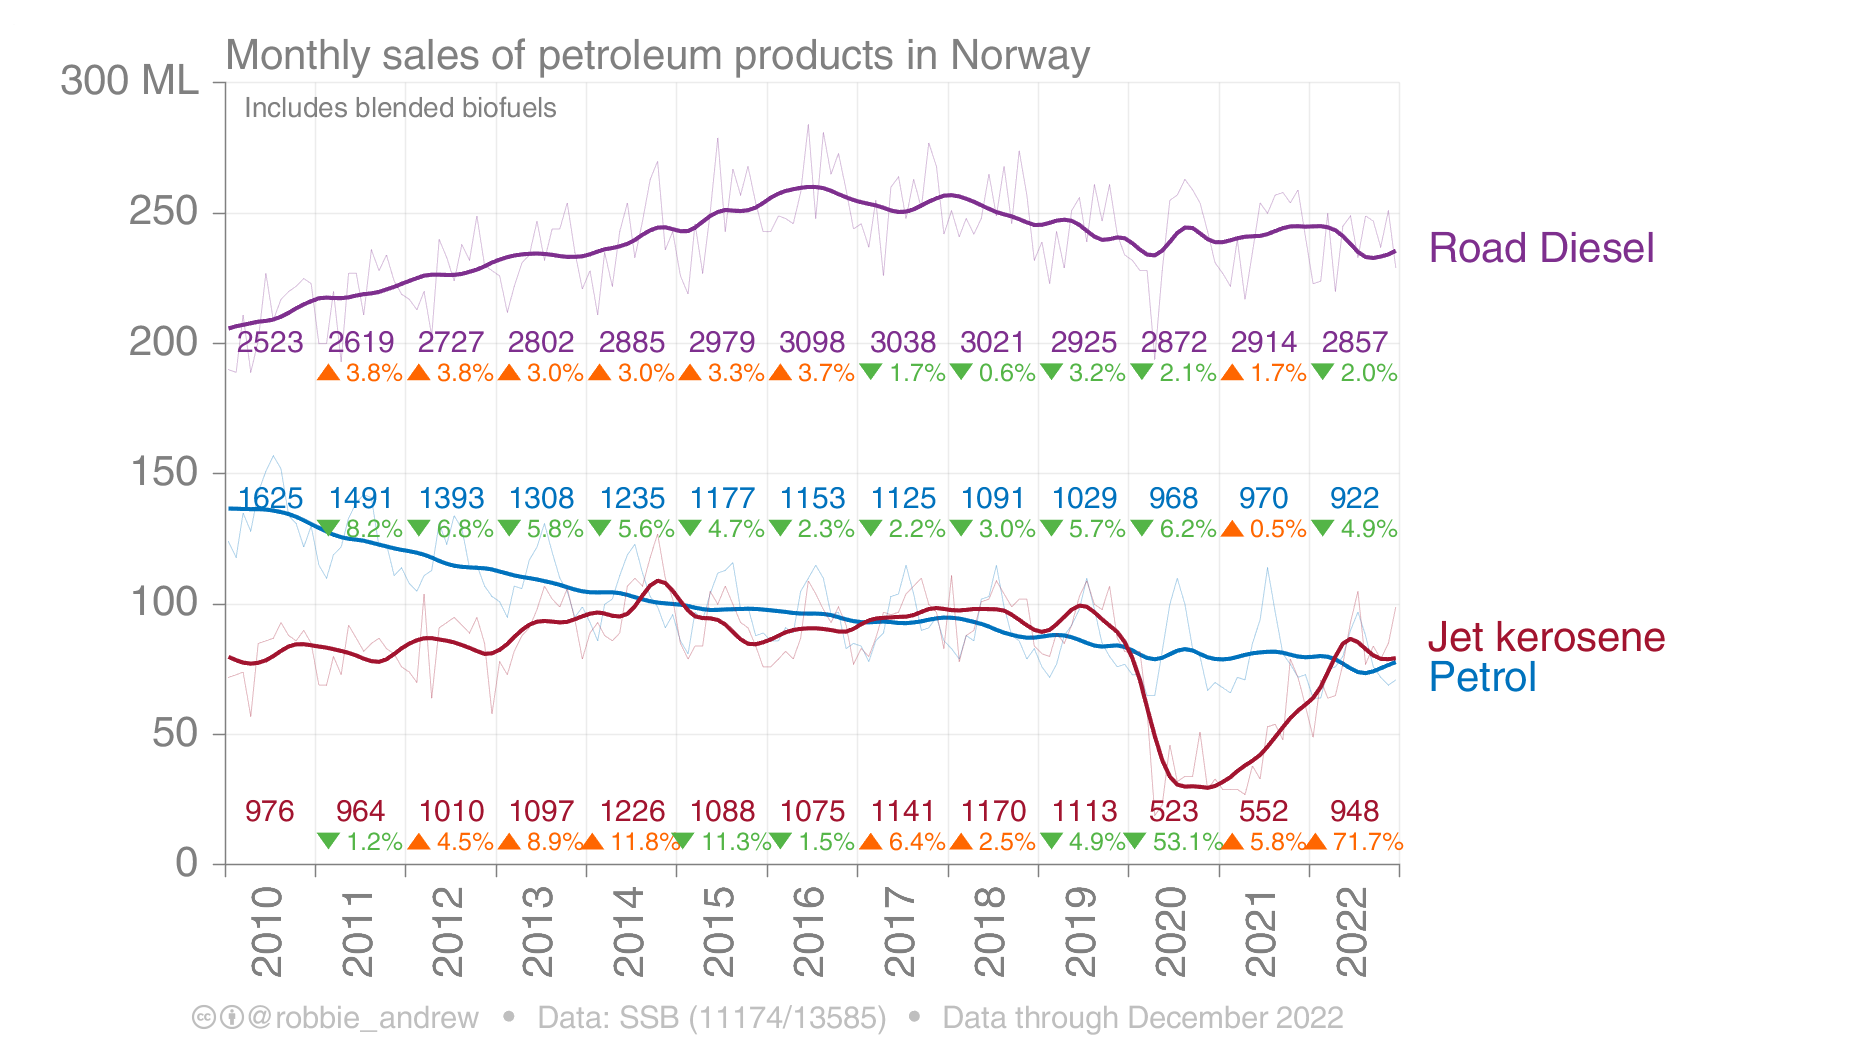 Monthly sales of petroleum products in Norway
300 ML
Includes blended biofuels
250
Road Diesel
200
2523 2619 2727 2802 2885 2979 3098 3038 3021 2925 2872 2914 2857
▲ 3.8% ▲ 3.8% ▲ 3.0% ▲ 3.0% ▲ 3.3% ▲ 3.7% ▼ 1.7% ▼ 0.6% ▼ 3.2% ▼ 2.1% ▲ 1.7% ▼ 2.0%
150
1625 1491 1393 1308 1235 1177 1153 1125 1091 1029 968 970 922
▼ 8.2% ▼ 6.8% ▼ 5.8% ▼ 5.6% ▼ 4.7% ▼ 2.3% ▼ 2.2% ▼ 3.0% ▼ 5.7% ▼ 6.2% ▲ 0.5% ▼ 4.9%
100
Jet kerosene
Petrol
50
976 964 1010 1097 1226 1088 1075 1141 1170 1113 523 552 948
▼ 1.2% ▲ 4.5% ▲ 8.9% ▲ 11.8% ▼ 11.3% ▼ 1.5% ▲ 6.4% ▲ 2.5% ▼ 4.9% ▼ 53.1% ▲ 5.8% ▲ 71.7%
0
2010 2011 2012 2013 2014 2015 2016 2017 2018 2019 2020 2021 2022
@robbie_andrew • Data: SSB (11174/13585) • Data through December 2022